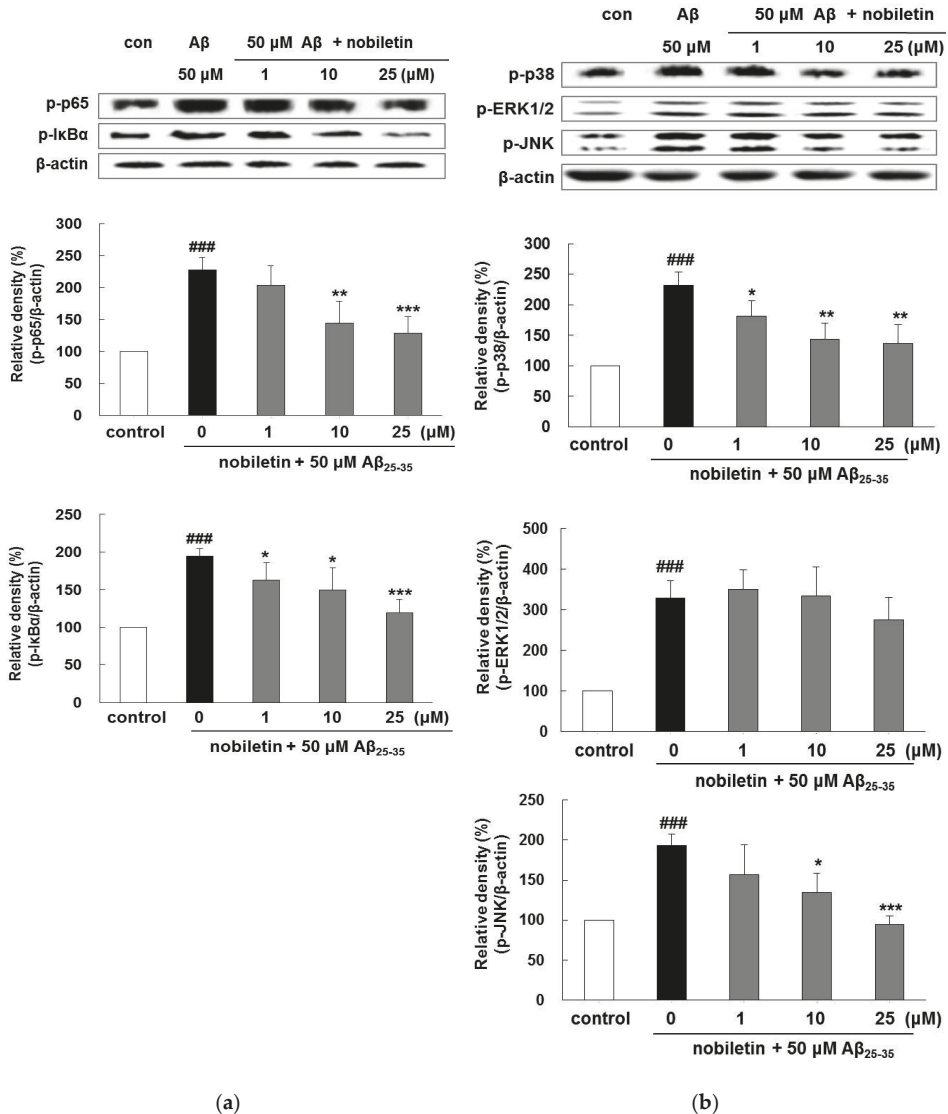 con Aβ 50 μM Aβ + nobiletin
50 μM 1 10 25 (μM)
p-p65
p-IκBα
β-actin
Relative density (%)
(p-p65/β-actin)
300
250
200
150
100
50
0
###
**
***
control 0 1 10 25 (μM)
nobiletin + 50 μM Aβ25-35
Relative density (%)
(p-IκBα/β-actin)
250
200
150
100
50
0
###
*
*
***
control 0 1 10 25 (μM)
nobiletin + 50 μM Aβ25-35
(a)
con Aβ 50 μM Aβ + nobiletin
50 μM 1 10 25 (μM)
p-p38
p-ERK1/2
p-JNK
β-actin
Relative density (%)
(p-p38/β-actin)
300
250
200
150
100
50
0
###
*
**
**
control 0 1 10 25 (μM)
nobiletin + 50 μM Aβ25-35
Relative density (%)
(p-ERK1/2/β-actin)
500
400
300
200
100
0
###
control 0 1 10 25 (μM)
nobiletin + 50 μM Aβ25-35
Relative density (%)
(p-JNK/β-actin)
250
200
150
100
50
0
###
*
***
control 0 1 10 25 (μM)
nobiletin + 50 μM Aβ25-35
(b)